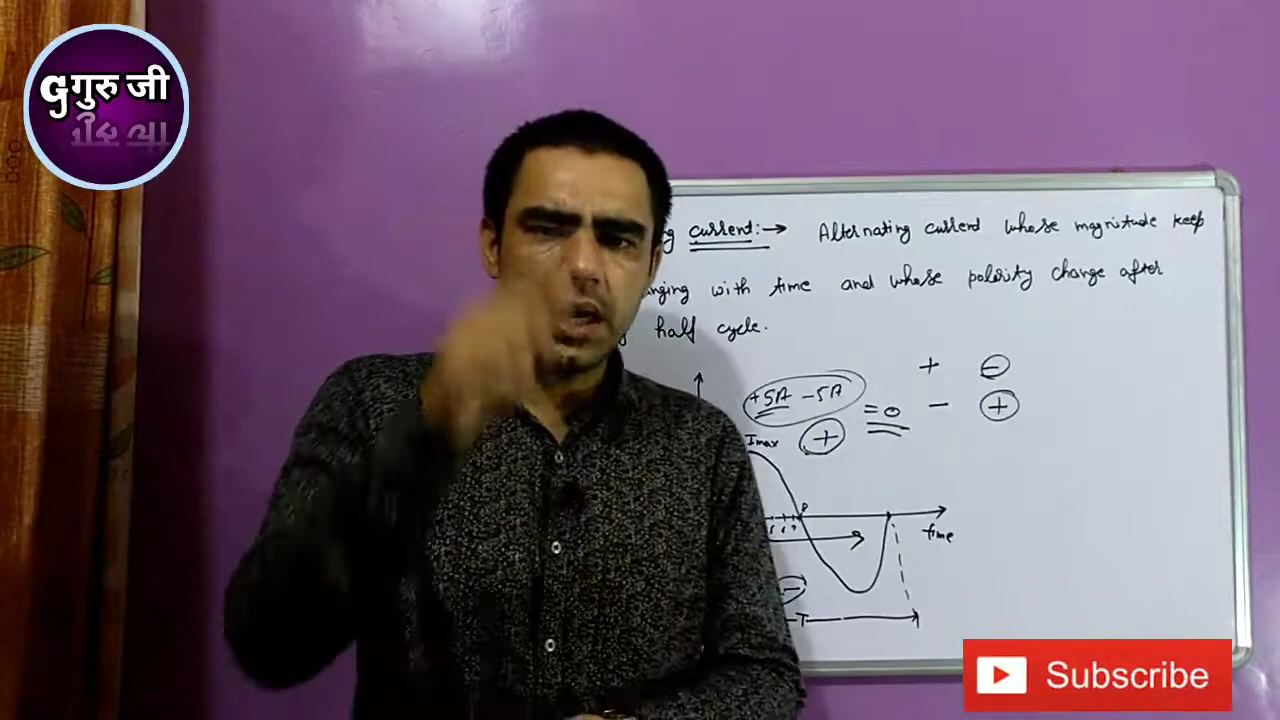 Gगुरु जी
current:→ Alternating current whose magnitude keep
with time and whose polarity change after
half cycle.
+ −
+5A −5A
= 0 − +
Imax +
P
time
−
T
Subscribe